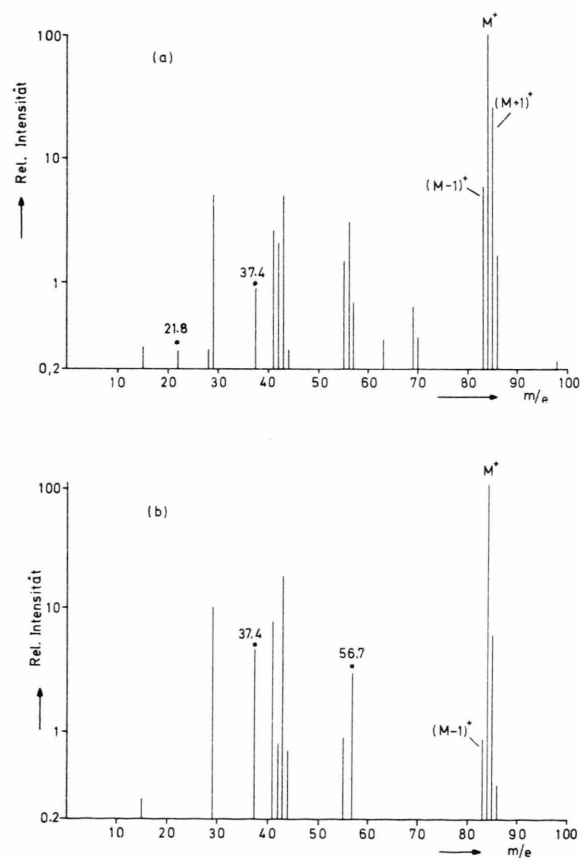 (a)
Rel. Intensität
100
10
1
0,2
M⁺
(M+1)⁺
(M-1)⁺
37.4
21.8
10 20 30 40 50 60 70 80 90 100
m/e
(b)
Rel. Intensität
100
10
1
0.2
M⁺
37.4
56.7
(M-1)⁺
10 20 30 40 50 60 70 80 90 100
m/e